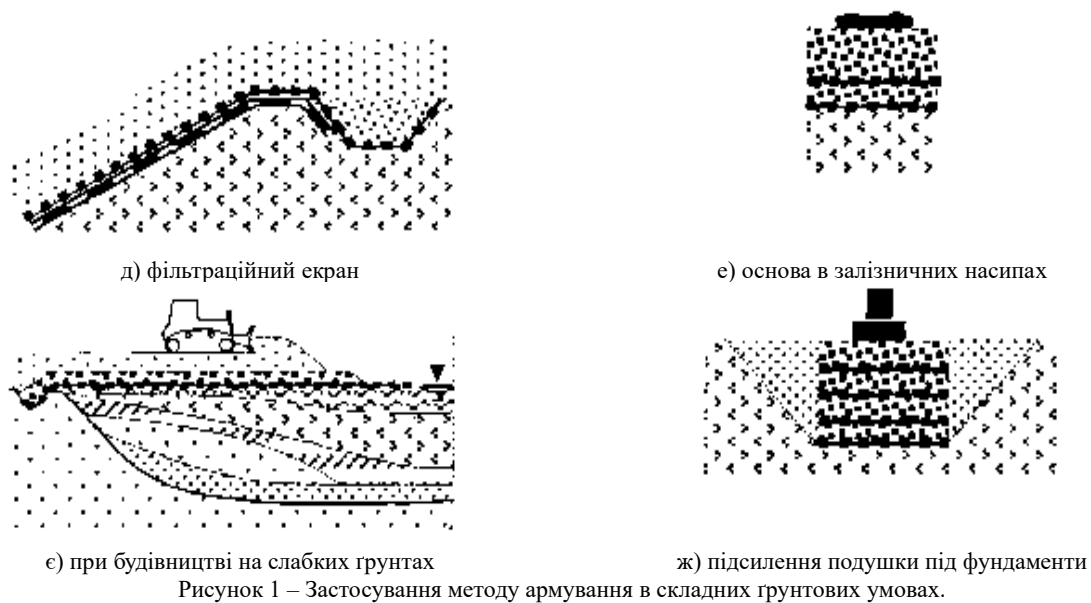 д) фільтраційний екран
е) основа в залізничних насипах
є) при будівництві на слабких ґрунтах
ж) підсилення подушки під фундаменти
Рисунок 1 – Застосування методу армування в складних ґрунтових умовах.